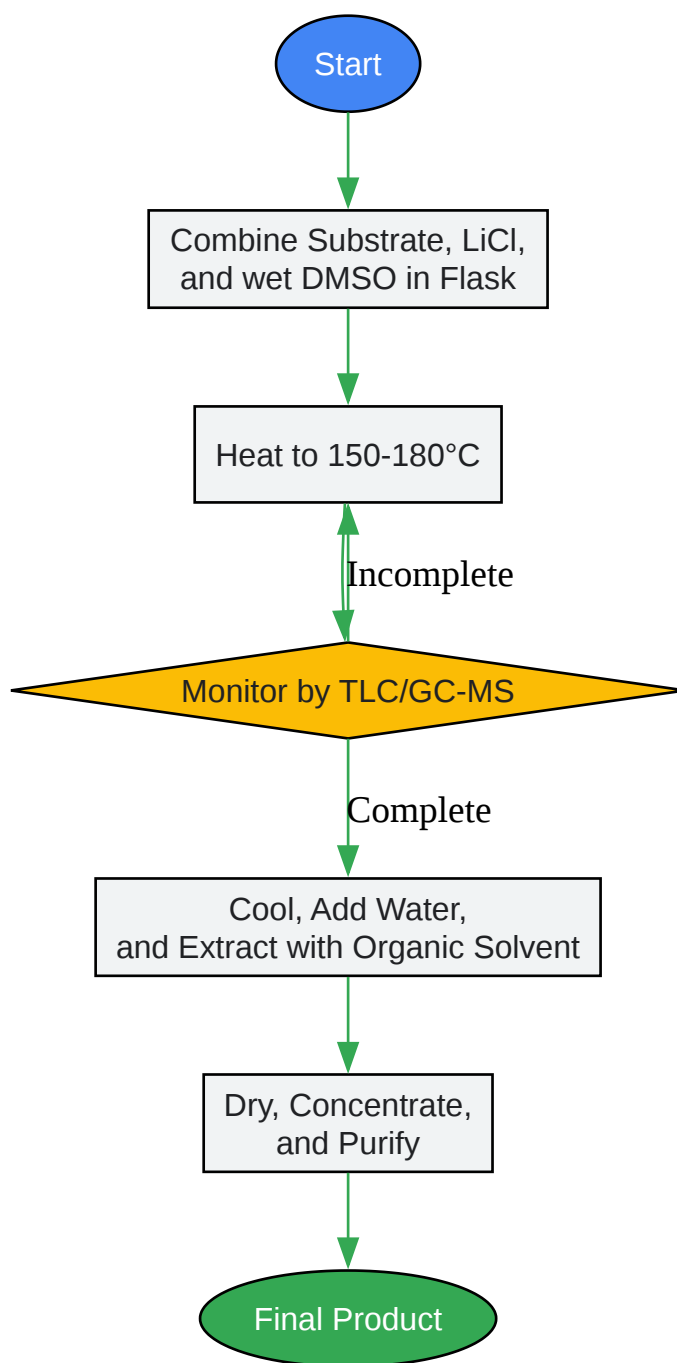 Start
Combine Substrate, LiCl,
and wet DMSO in Flask
Heat to 150-180°C
Incomplete
Monitor by TLC/GC-MS
Complete
Cool, Add Water,
and Extract with Organic Solvent
Dry, Concentrate,
and Purify
Final Product